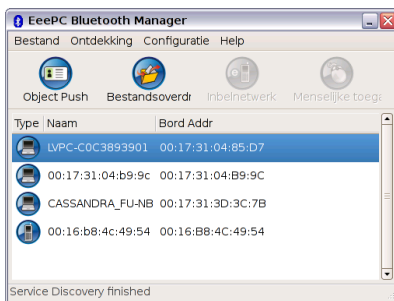 EeePC Bluetooth Manager
Bestand Ontdekking Configuratie Help
Object Push Bestandsoverdr Inbelnetwerk Menselijke toega
Type Naam Bord Addr
LVPC-C0C3893901 00:17:31:04:85:D7
00:17:31:04:b9:9c 00:17:31:04:B9:9C
CASSANDRA_FU-NB 00:17:31:3D:3C:7B
00:16:b8:4c:49:54 00:16:B8:4C:49:54
Service Discovery finished